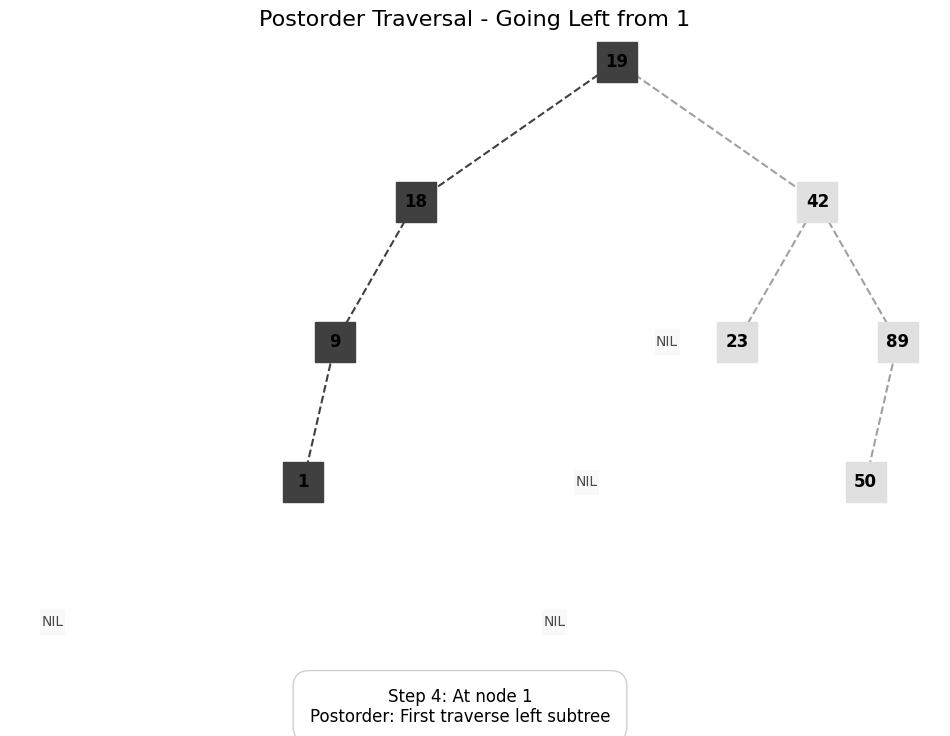 Postorder Traversal - Going Left from 1
19
18
42
9
NIL
23
89
1
NIL
50
NIL
NIL
Step 4: At node 1
Postorder: First traverse left subtree